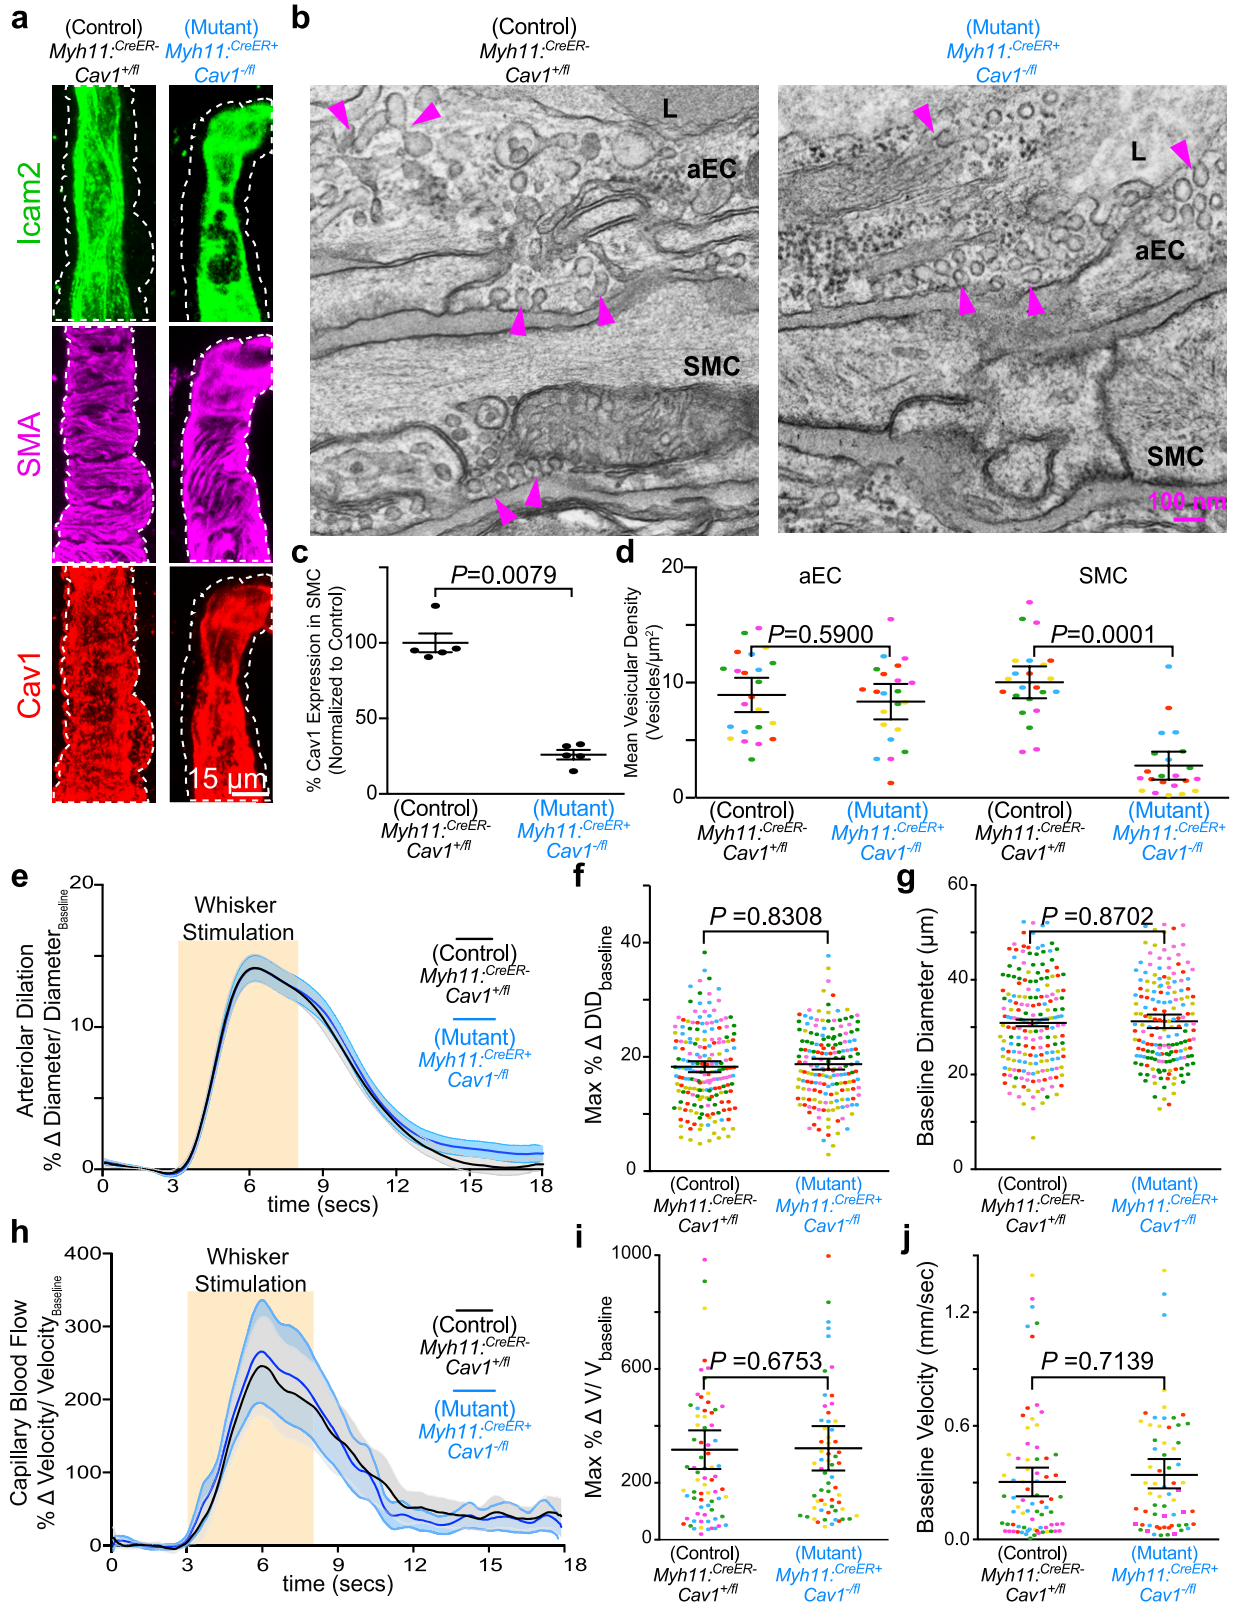 a
(Control)
Myh11:CreER-
Cav1+/fl
(Mutant)
Myh11:CreER+
Cav1-/fl
Icam2
SMA
Cav1
15 µm
b
(Control)
Myh11:CreER-
Cav1+/fl
(Mutant)
Myh11:CreER+
Cav1-/fl
L
aEC
SMC
L
aEC
SMC
100 nm
c
% Cav1 Expression in SMC
(Normalized to Control)
100
50
0
P=0.0079
(Control)
Myh11:CreER-
Cav1+/fl
(Mutant)
Myh11:CreER+
Cav1-/fl
d
Mean Vesicular Density
(Vesicles/µm2)
20
10
0
aEC
SMC
P=0.5900
P=0.0001
(Control)
Myh11:CreER-
Cav1+/fl
(Mutant)
Myh11:CreER+
Cav1-/fl
(Control)
Myh11:CreER-
Cav1+/fl
(Mutant)
Myh11:CreER+
Cav1-/fl
e
Arteriolar Dilation
% Δ Diameter/ DiameterBaseline
20
10
0
Whisker
Stimulation
(Control)
Myh11:CreER-
Cav1+/fl
(Mutant)
Myh11:CreER+
Cav1-/fl
0 3 6 9 12 15 18
time (secs)
f
Max % Δ D\Dbaseline
40
20
0
P =0.8308
(Control)
Myh11:CreER-
Cav1+/fl
(Mutant)
Myh11:CreER+
Cav1-/fl
g
Baseline Diameter (µm)
60
40
20
0
P =0.8702
(Control)
Myh11:CreER-
Cav1+/fl
(Mutant)
Myh11:CreER+
Cav1-/fl
h
Capillary Blood Flow
% Δ Velocity/ VelocityBaseline
400
300
200
100
0
Whisker
Stimulation
(Control)
Myh11:CreER-
Cav1+/fl
(Mutant)
Myh11:CreER+
Cav1-/fl
0 3 6 9 12 15 18
time (secs)
i
Max % Δ V/ Vbaseline
1000
600
200
0
P =0.6753
(Control)
Myh11:CreER-
Cav1+/fl
(Mutant)
Myh11:CreER+
Cav1-/fl
j
Baseline Velocity (mm/sec)
1.2
0.6
0.0
P =0.7139
(Control)
Myh11:CreER-
Cav1+/fl
(Mutant)
Myh11:CreER+
Cav1-/fl